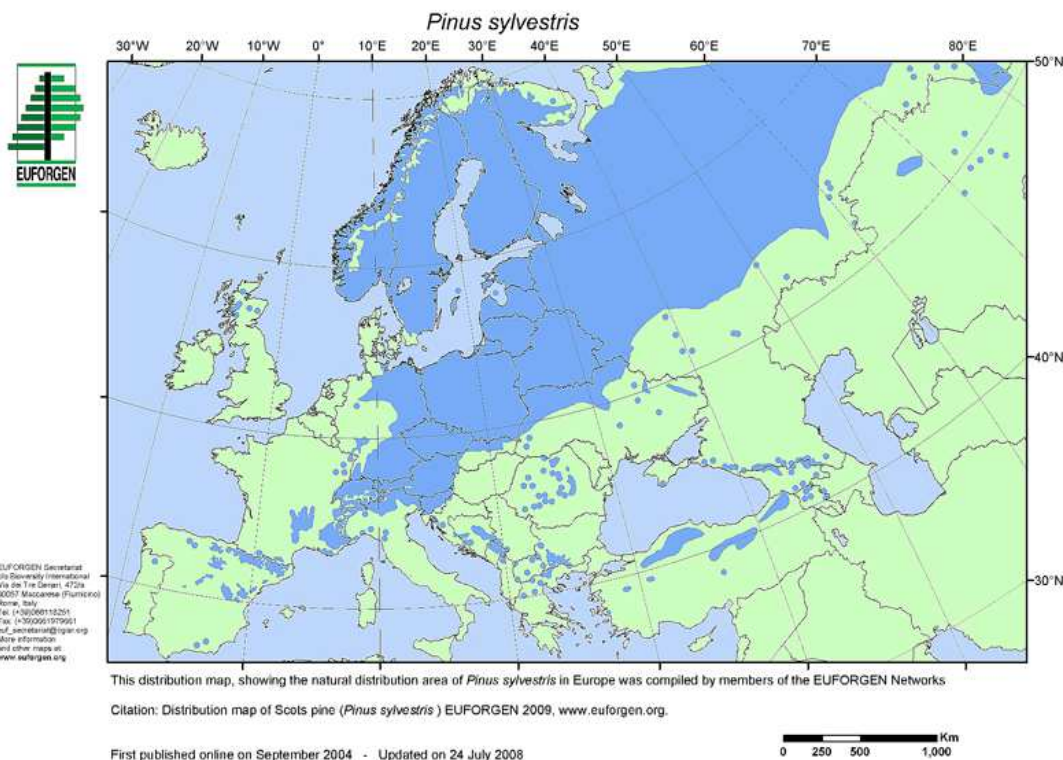 Pinus sylvestris
30°W 20°W 10°W 0° 10°E 20°E 30°E 40°E 50°E 60°E 70°E 80°E
50°N
40°N
30°N
EUFORGEN
EUFORGEN Secretariat
c/o Bioversity International
Via dei Tre Denari, 472/a
00057 Maccarese (Fiumicino)
Rome, Italy
More information
and other maps at
www.euforgen.org
This distribution map, showing the natural distribution area of Pinus sylvestris in Europe was compiled by members of the EUFORGEN Networks
Citation: Distribution map of Scots pine (Pinus sylvestris ) EUFORGEN 2009, www.euforgen.org.
First published online on September 2004 - Updated on 24 July 2008
Km
0 250 500 1,000